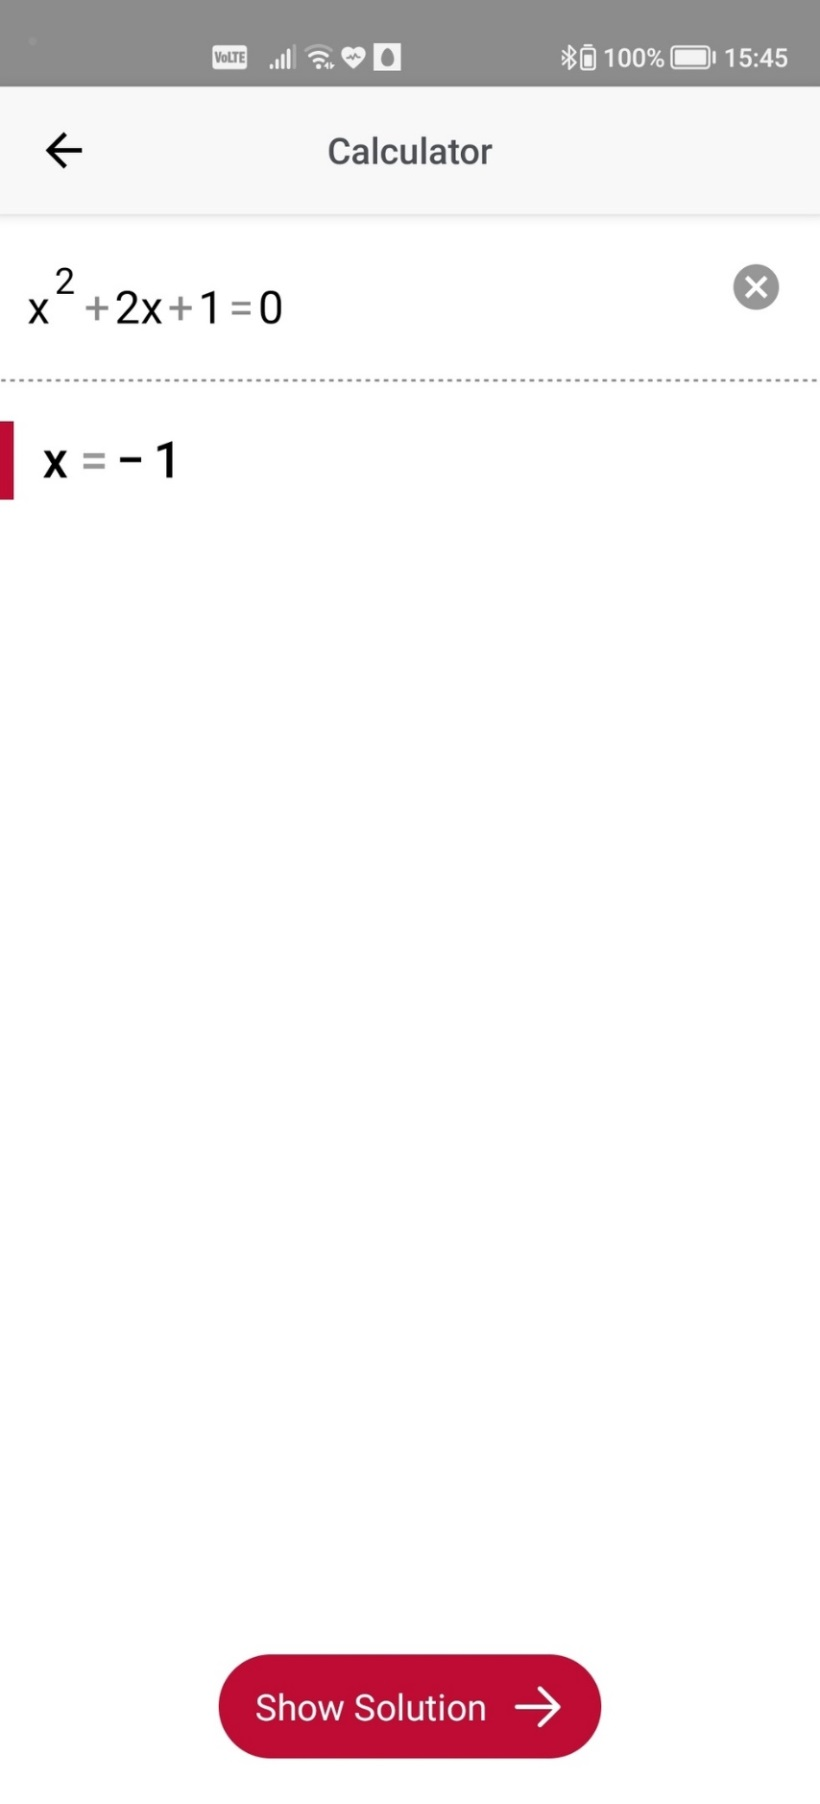 VoLTE 100% 15:45
Calculator
x² + 2x + 1 = 0
x = - 1
Show Solution